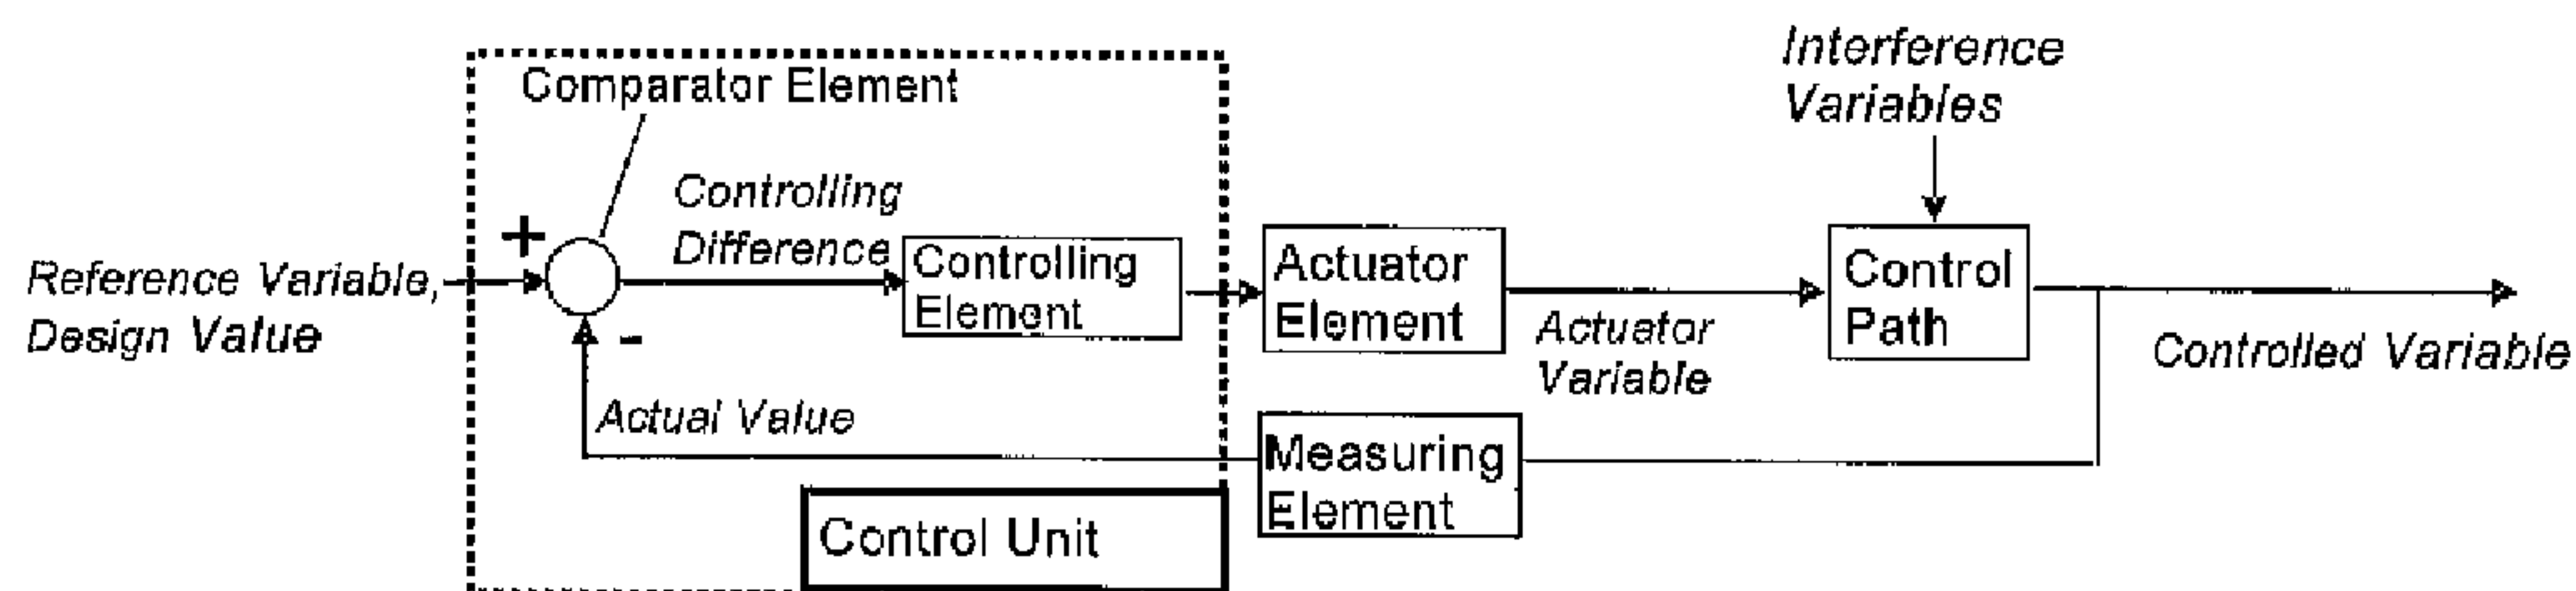 Interference
Variables
Comparator Element
Controlling
Difference
+
Reference Variable,
Design Value
Controlling
Element
Actuator
Element
Actuator
Variable
Control
Path
Controlled Variable
-
Actual Value
Measuring
Element
Control Unit